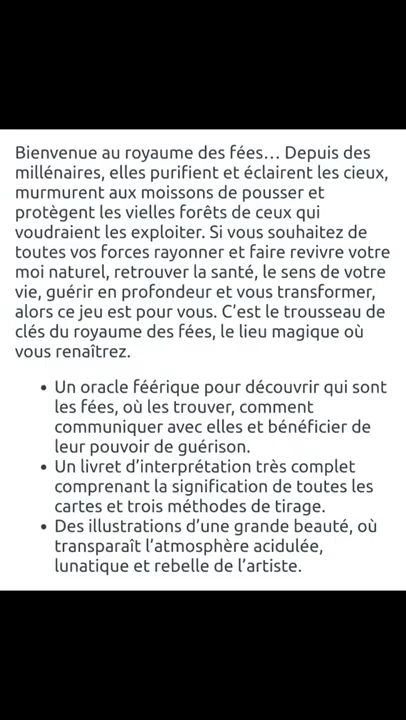 Bienvenue au royaume des fées… Depuis des
millénaires, elles purifient et éclairent les cieux,
murmurent aux moissons de pousser et
protègent les vielles forêts de ceux qui
voudraient les exploiter. Si vous souhaitez de
toutes vos forces rayonner et faire revivre votre
moi naturel, retrouver la santé, le sens de votre
vie, guérir en profondeur et vous transformer,
alors ce jeu est pour vous. C’est le trousseau de
clés du royaume des fées, le lieu magique où
vous renaîtrez.
• Un oracle féérique pour découvrir qui sont
les fées, où les trouver, comment
communiquer avec elles et bénéficier de
leur pouvoir de guérison.
• Un livret d’interprétation très complet
comprenant la signification de toutes les
cartes et trois méthodes de tirage.
• Des illustrations d’une grande beauté, où
transparaît l’atmosphère acidulée,
lunatique et rebelle de l’artiste.